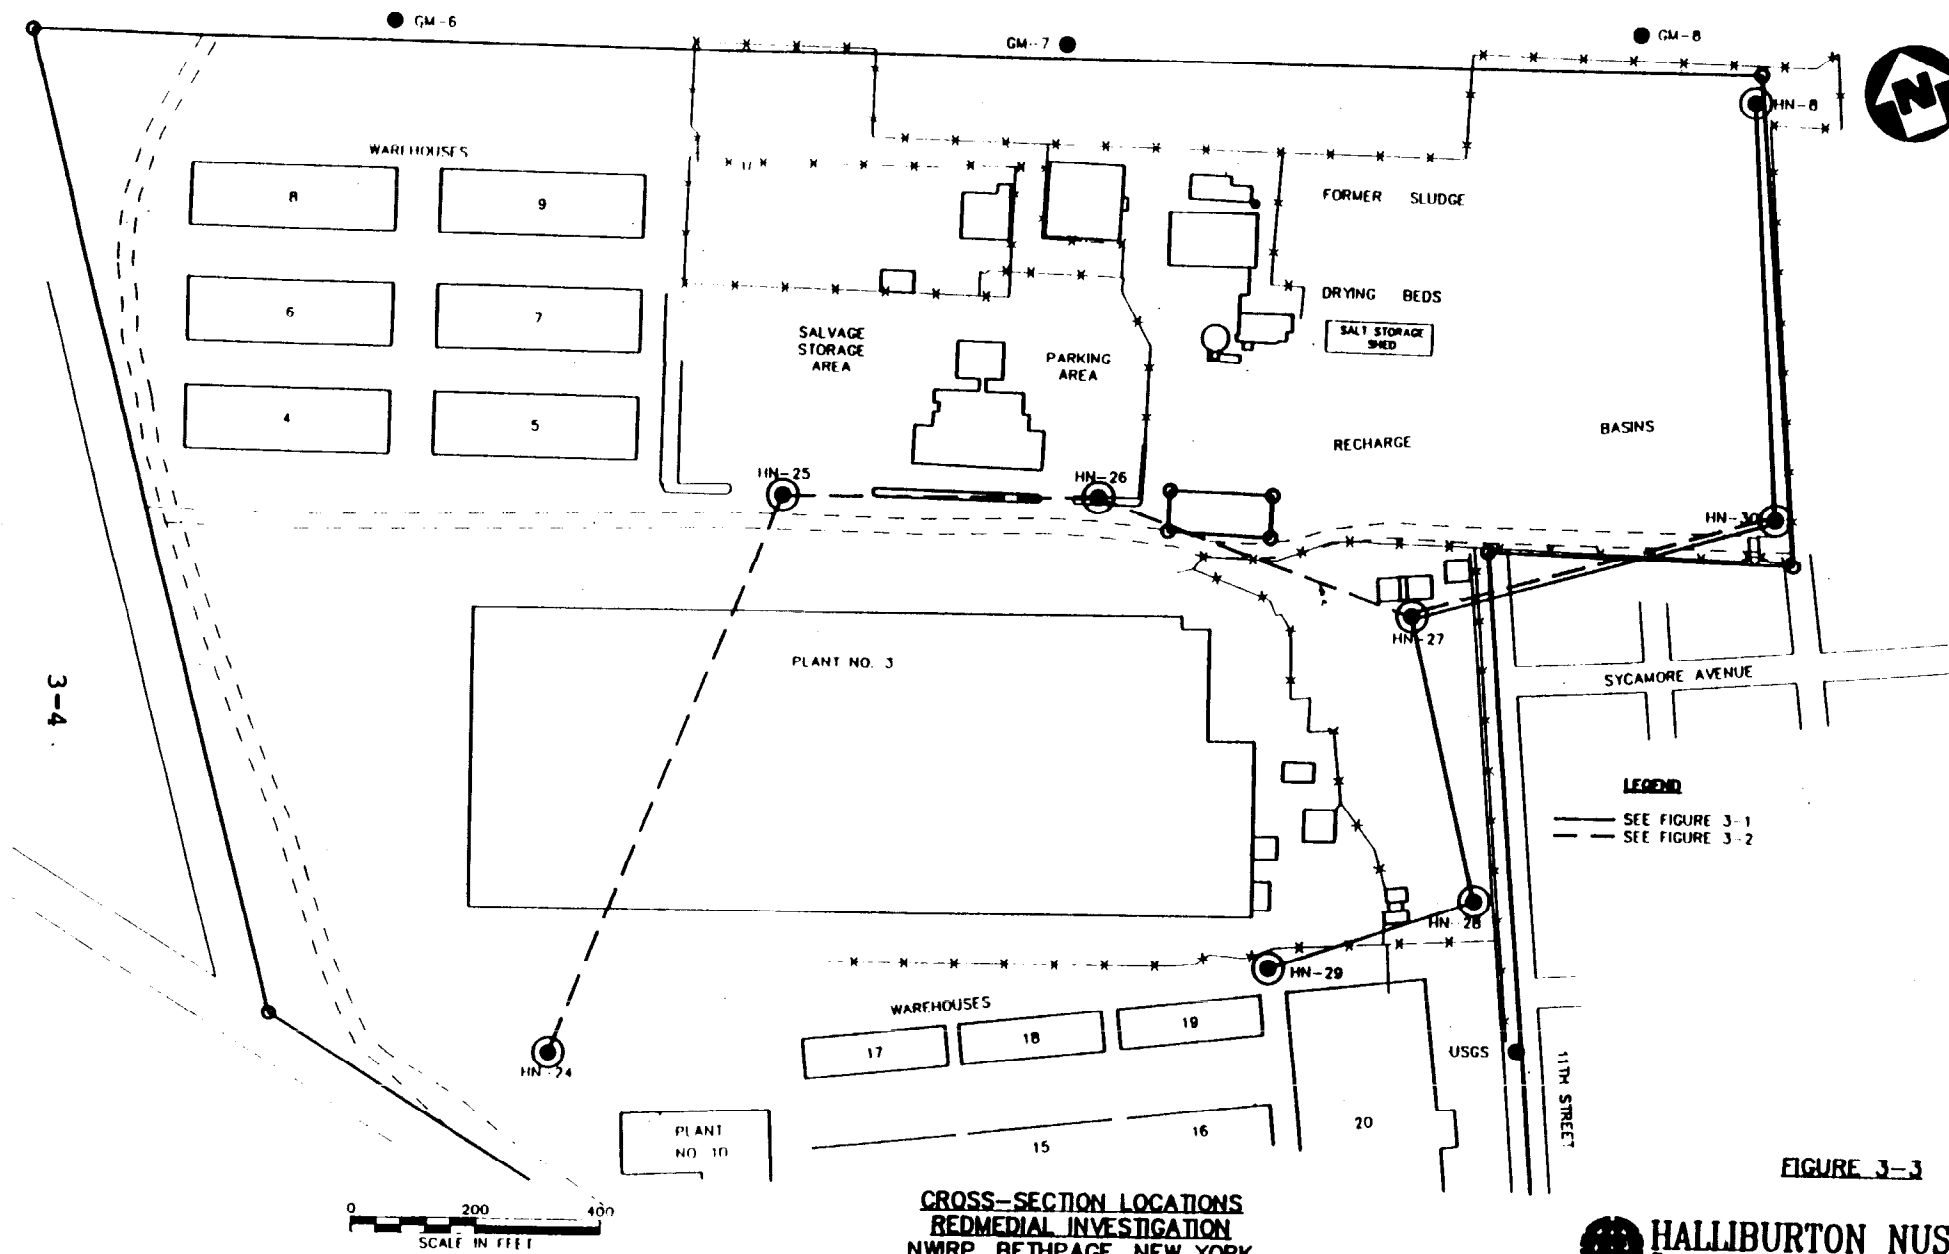 GM-6
GM-7
GM-8
HN-8
N
WAREHOUSES
8
9
FORMER SLUDGE
6
7
DRYING BEDS
SALT STORAGE
SHED
SALVAGE
STORAGE
AREA
PARKING
AREA
4
5
RECHARGE
BASINS
HN-25
HN-26
HN-30
HN-27
PLANT NO. 3
SYCAMORE AVENUE
3-4
LEGEND
SEE FIGURE 3-1
SEE FIGURE 3-2
HN-28
HN-29
WAREHOUSES
17
18
19
USGS
11TH STREET
HN-24
PLANT
NO. 10
15
16
20
FIGURE 3-3
0 200 400
SCALE IN FEET
CROSS-SECTION LOCATIONS
REDMEDIAL INVESTIGATION
NWIRP BETHPAGE NEW YORK
HALLIBURTON NUS